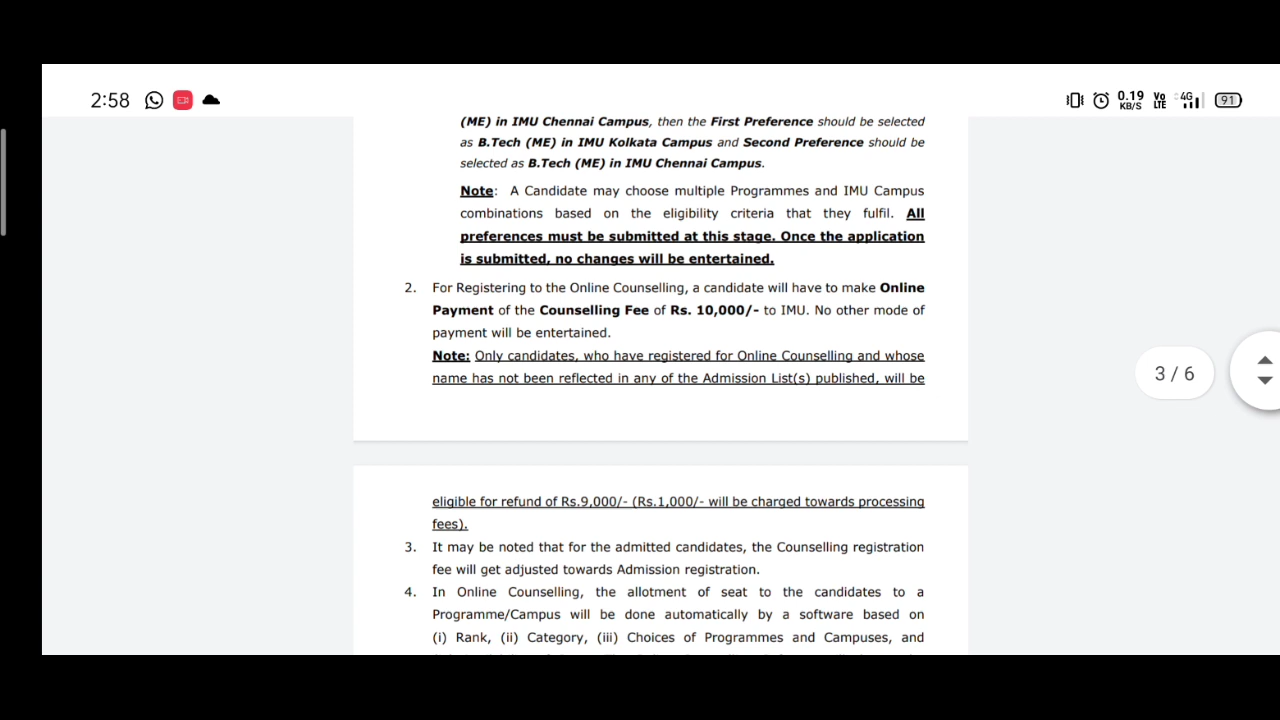 2:58
0.19
KB/S
Vo
LTE
4G
91
(ME) in IMU Chennai Campus, then the First Preference should be selected
as B.Tech (ME) in IMU Kolkata Campus and Second Preference should be
selected as B.Tech (ME) in IMU Chennai Campus.
Note: A Candidate may choose multiple Programmes and IMU Campus
combinations based on the eligibility criteria that they fulfil. All
preferences must be submitted at this stage. Once the application
is submitted, no changes will be entertained.
2. For Registering to the Online Counselling, a candidate will have to make Online
Payment of the Counselling Fee of Rs. 10,000/- to IMU. No other mode of
payment will be entertained.
Note: Only candidates, who have registered for Online Counselling and whose
name has not been reflected in any of the Admission List(s) published, will be
3 / 6
eligible for refund of Rs.9,000/- (Rs.1,000/- will be charged towards processing
fees).
3. It may be noted that for the admitted candidates, the Counselling registration
fee will get adjusted towards Admission registration.
4. In Online Counselling, the allotment of seat to the candidates to a
Programme/Campus will be done automatically by a software based on
(i) Rank, (ii) Category, (iii) Choices of Programmes and Campuses, and